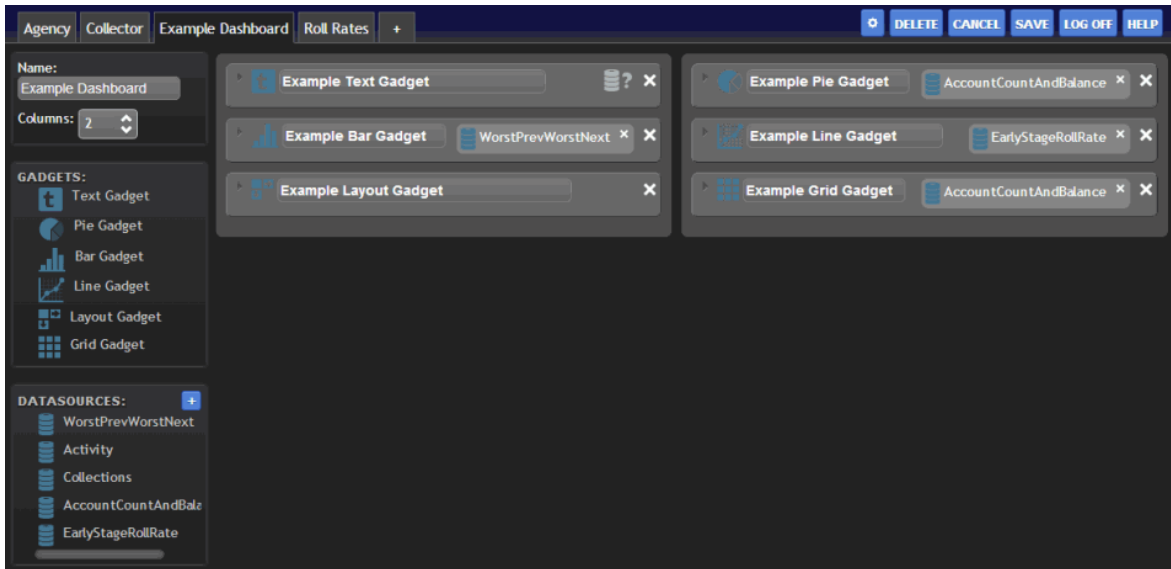 Agency Collector Example Dashboard Roll Rates +
DELETE CANCEL SAVE LOG OFF HELP
Name:
Example Dashboard
Columns: 2
GADGETS:
t Text Gadget
Pie Gadget
Bar Gadget
Line Gadget
Layout Gadget
Grid Gadget
DATASOURCES: +
WorstPrevWorstNext
Activity
Collections
AccountCountAndBala
EarlyStageRollRate
t Example Text Gadget ? ×
Example Bar Gadget WorstPrevWorstNext × ×
Example Layout Gadget ×
Example Pie Gadget AccountCountAndBalance × ×
Example Line Gadget EarlyStageRollRate × ×
Example Grid Gadget AccountCountAndBalance × ×